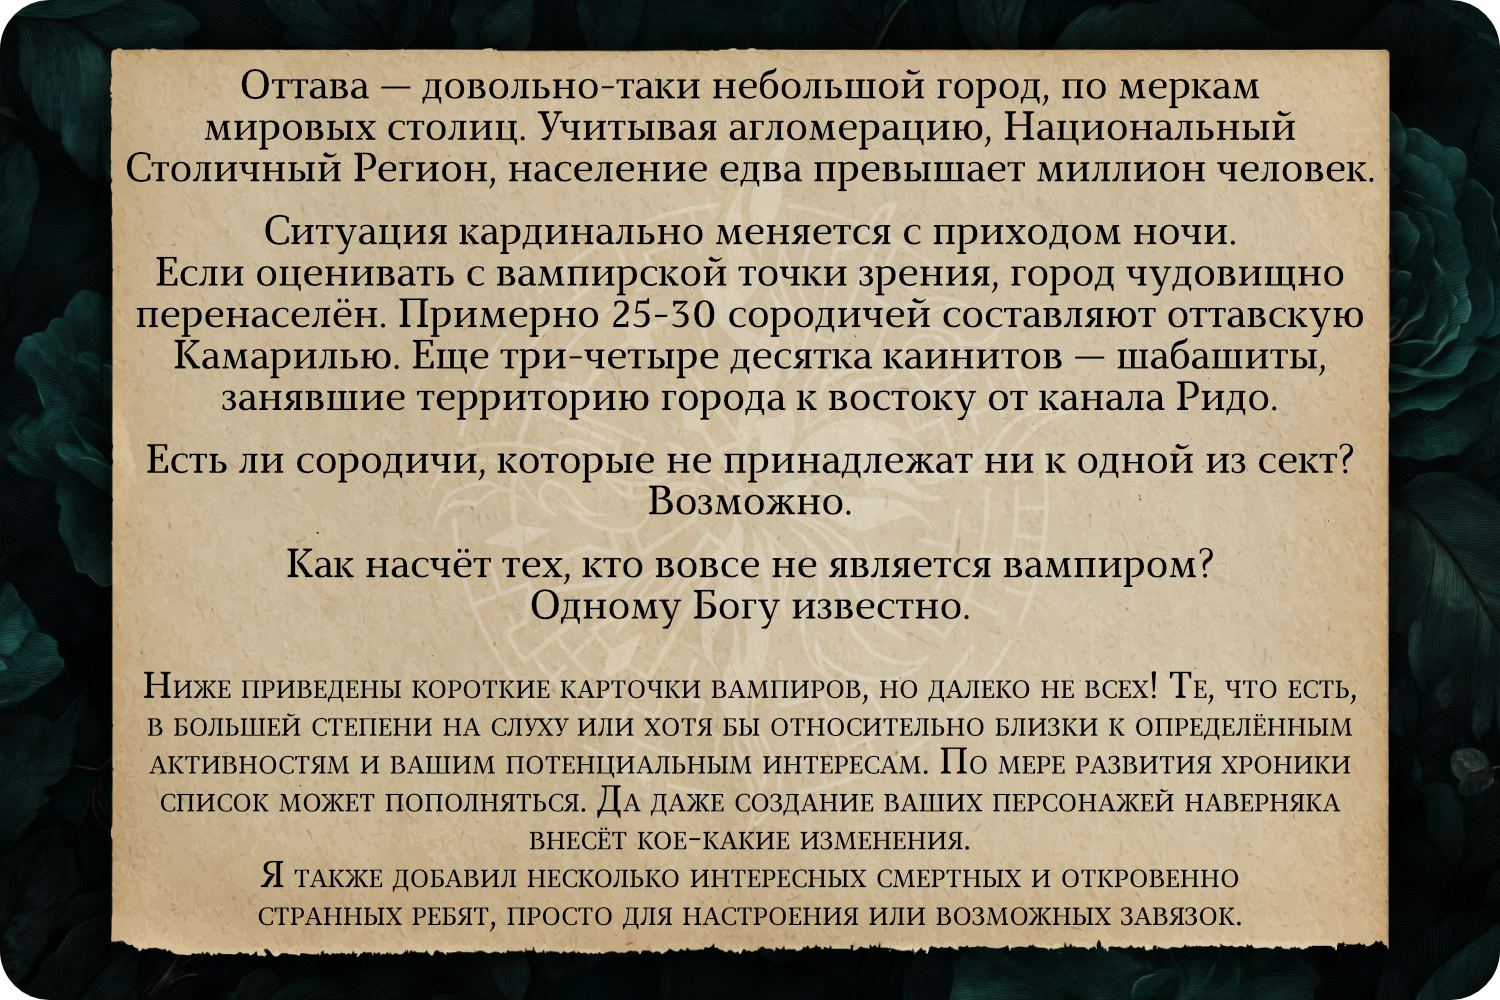 Оттава — довольно-таки небольшой город, по меркам
мировых столиц. Учитывая агломерацию, Национальный
Столичный Регион, население едва превышает миллион человек.
Ситуация кардинально меняется с приходом ночи.
Если оценивать с вампирской точки зрения, город чудовищно
перенаселён. Примерно 25-30 сородичей составляют оттавскую
Камарилью. Еще три-четыре десятка каинитов — шабашиты,
занявшие территорию города к востоку от канала Ридо.
Есть ли сородичи, которые не принадлежат ни к одной из сект?
Возможно.
Как насчёт тех, кто вовсе не является вампиром?
Одному Богу известно.
Ниже приведены короткие карточки вампиров, но далеко не всех! Те, что есть,
в большей степени на слуху или хотя бы относительно близки к определённым
активностям и вашим потенциальным интересам. По мере развития хроники
список может пополняться. Да даже создание ваших персонажей наверняка
внесёт кое-какие изменения.
Я также добавил несколько интересных смертных и откровенно
странных ребят, просто для настроения или возможных завязок.